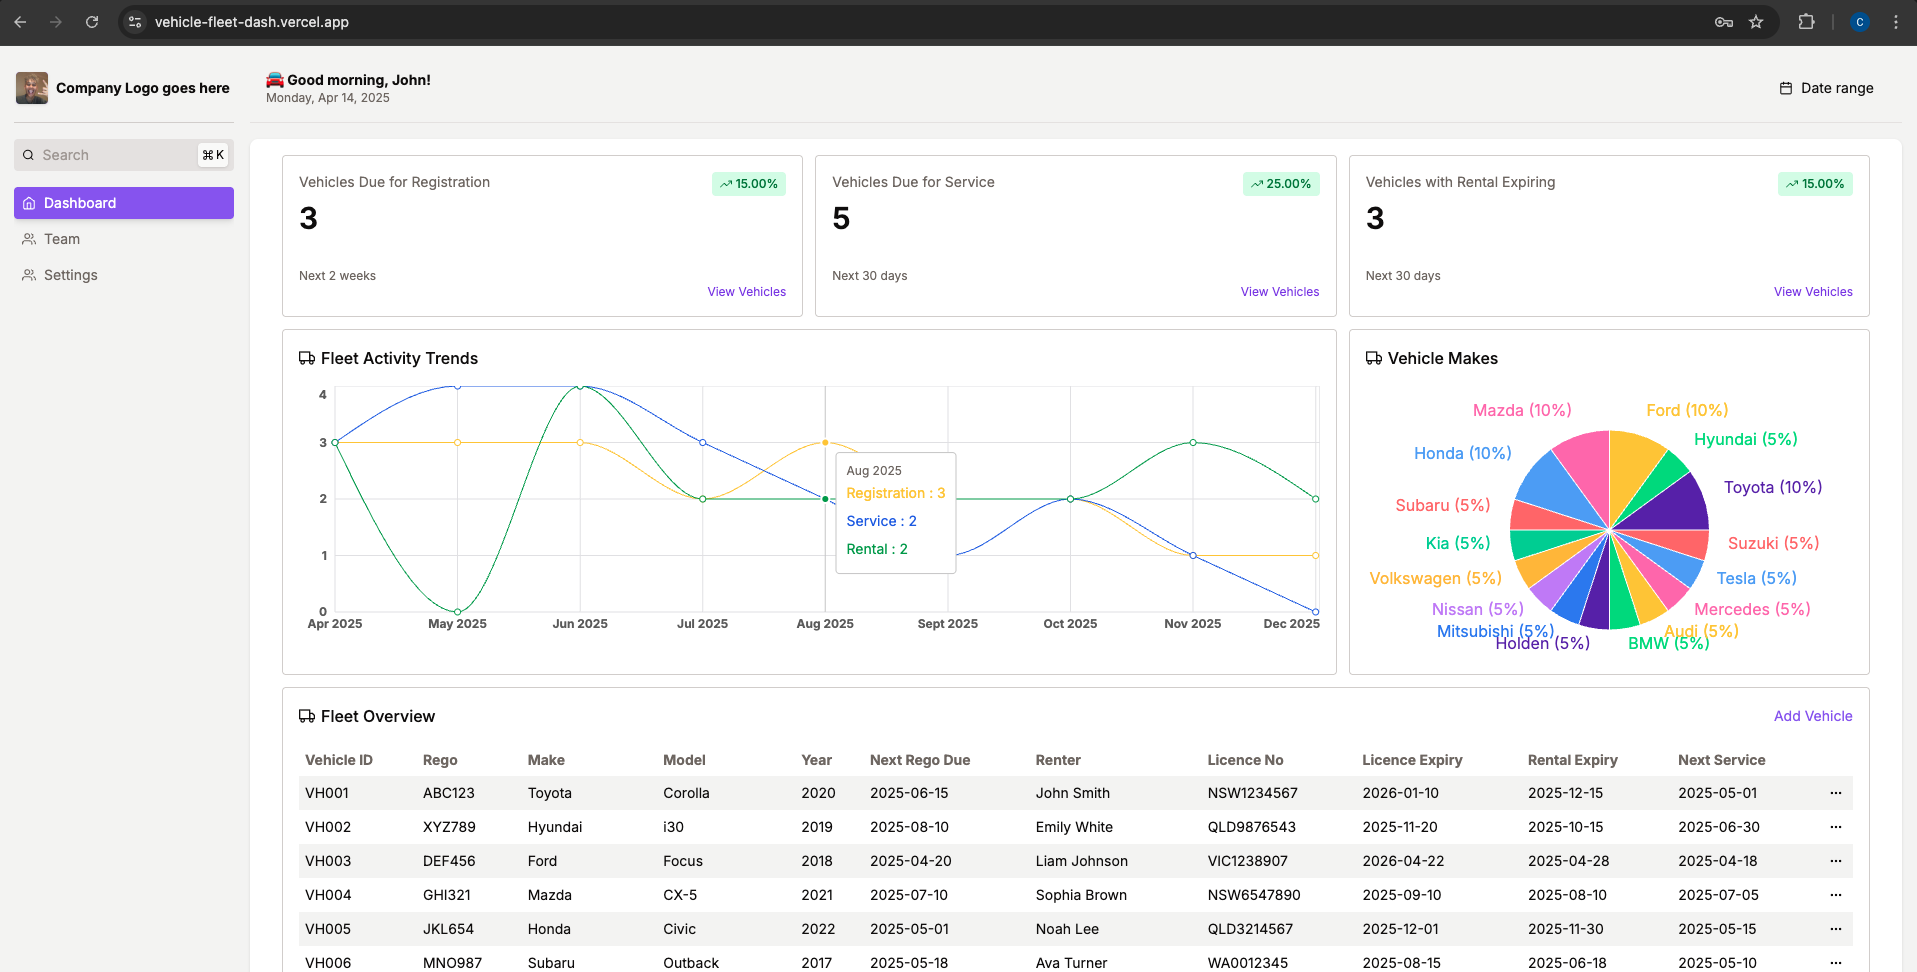 vehicle-fleet-dash.vercel.app
C
Company Logo goes here
Search
⌘ K
Dashboard
Team
Settings
Good morning, John!
Monday, Apr 14, 2025
Date range
Vehicles Due for Registration
15.00%
3
Next 2 weeks
View Vehicles
Vehicles Due for Service
25.00%
5
Next 30 days
View Vehicles
Vehicles with Rental Expiring
15.00%
3
Next 30 days
View Vehicles
Fleet Activity Trends
4
3
2
1
0
Apr 2025 May 2025 Jun 2025 Jul 2025 Aug 2025 Sept 2025 Oct 2025 Nov 2025 Dec 2025
Aug 2025
Registration : 3
Service : 2
Rental : 2
Vehicle Makes
Mazda (10%)
Ford (10%)
Hyundai (5%)
Honda (10%)
Toyota (10%)
Subaru (5%)
Kia (5%)
Suzuki (5%)
Volkswagen (5%)
Tesla (5%)
Nissan (5%)
Mercedes (5%)
Mitsubishi (5%)
Audi (5%)
Holden (5%)
BMW (5%)
Fleet Overview
Add Vehicle
Vehicle ID Rego Make Model Year Next Rego Due Renter Licence No Licence Expiry Rental Expiry Next Service
VH001 ABC123 Toyota Corolla 2020 2025-06-15 John Smith NSW1234567 2026-01-10 2025-12-15 2025-05-01 ...
VH002 XYZ789 Hyundai i30 2019 2025-08-10 Emily White QLD9876543 2025-11-20 2025-10-15 2025-06-30 ...
VH003 DEF456 Ford Focus 2018 2025-04-20 Liam Johnson VIC1238907 2026-04-22 2025-04-28 2025-04-18 ...
VH004 GHI321 Mazda CX-5 2021 2025-07-10 Sophia Brown NSW6547890 2025-09-10 2025-08-10 2025-07-05 ...
VH005 JKL654 Honda Civic 2022 2025-05-01 Noah Lee QLD3214567 2025-12-01 2025-11-30 2025-05-15 ...
VH006 MNO987 Subaru Outback 2017 2025-05-18 Ava Turner WA0012345 2025-08-15 2025-06-18 2025-05-10 ...